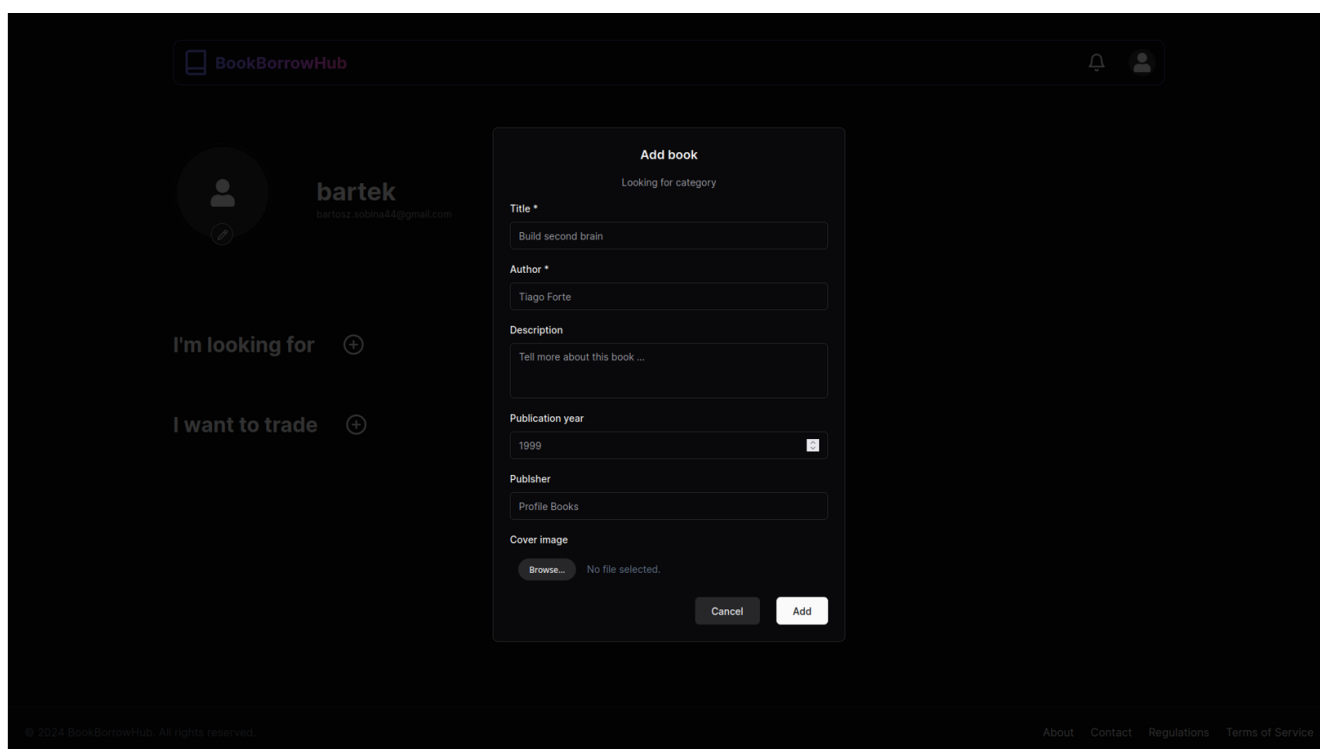 BookBorrowHub
bartek
bartosz.sobina44@gmail.com
I'm looking for
I want to trade
Add book
Looking for category
Title *
Build second brain
Author *
Tiago Forte
Description
Tell more about this book ...
Publication year
1999
Publsher
Profile Books
Cover image
Browse... No file selected.
Cancel Add
© 2024 BookBorrowHub. All rights reserved. About Contact Regulations Terms of Service